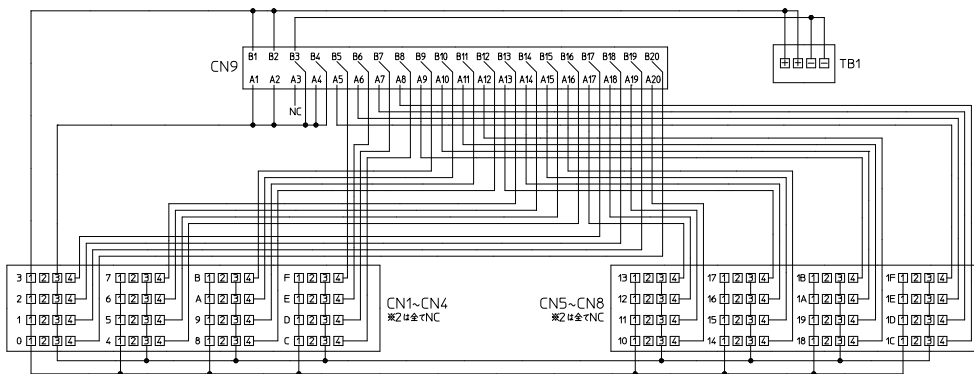 B1 B2 B3 B4 B5 B6 B7 B8 B9 B10 B11 B12 B13 B14 B15 B16 B17 B18 B19 B20
CN9
A1 A2 A3 A4 A5 A6 A7 A8 A9 A10 A11 A12 A13 A14 A15 A16 A17 A18 A19 A20
NC
+ + - - TB1
3 1 2 3 4 7 1 2 3 4 B 1 2 3 4 F 1 2 3 4
2 1 2 3 4 6 1 2 3 4 A 1 2 3 4 E 1 2 3 4
1 1 2 3 4 5 1 2 3 4 9 1 2 3 4 D 1 2 3 4
0 1 2 3 4 4 1 2 3 4 8 1 2 3 4 C 1 2 3 4
CN1~CN4
※2は全てNC
CN5~CN8
※2は全てNC
13 1 2 3 4 17 1 2 3 4 1B 1 2 3 4 1F 1 2 3 4
12 1 2 3 4 16 1 2 3 4 1A 1 2 3 4 1E 1 2 3 4
11 1 2 3 4 15 1 2 3 4 19 1 2 3 4 1D 1 2 3 4
10 1 2 3 4 14 1 2 3 4 18 1 2 3 4 1C 1 2 3 4